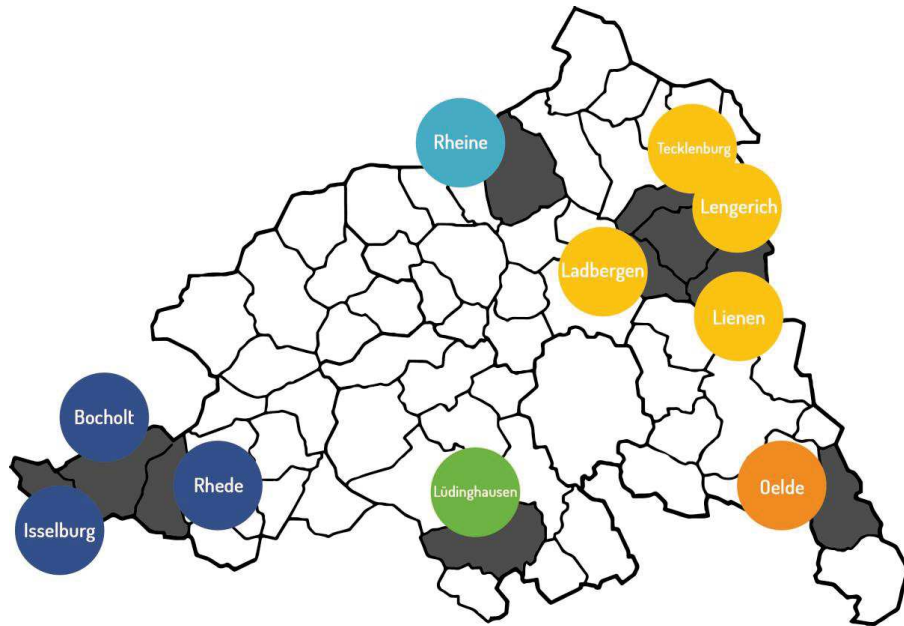 Rheine
Tecklenburg
Lengerich
Ladbergen
Lienen
Bocholt
Rhede
Lüdinghausen
Oelde
Isselburg